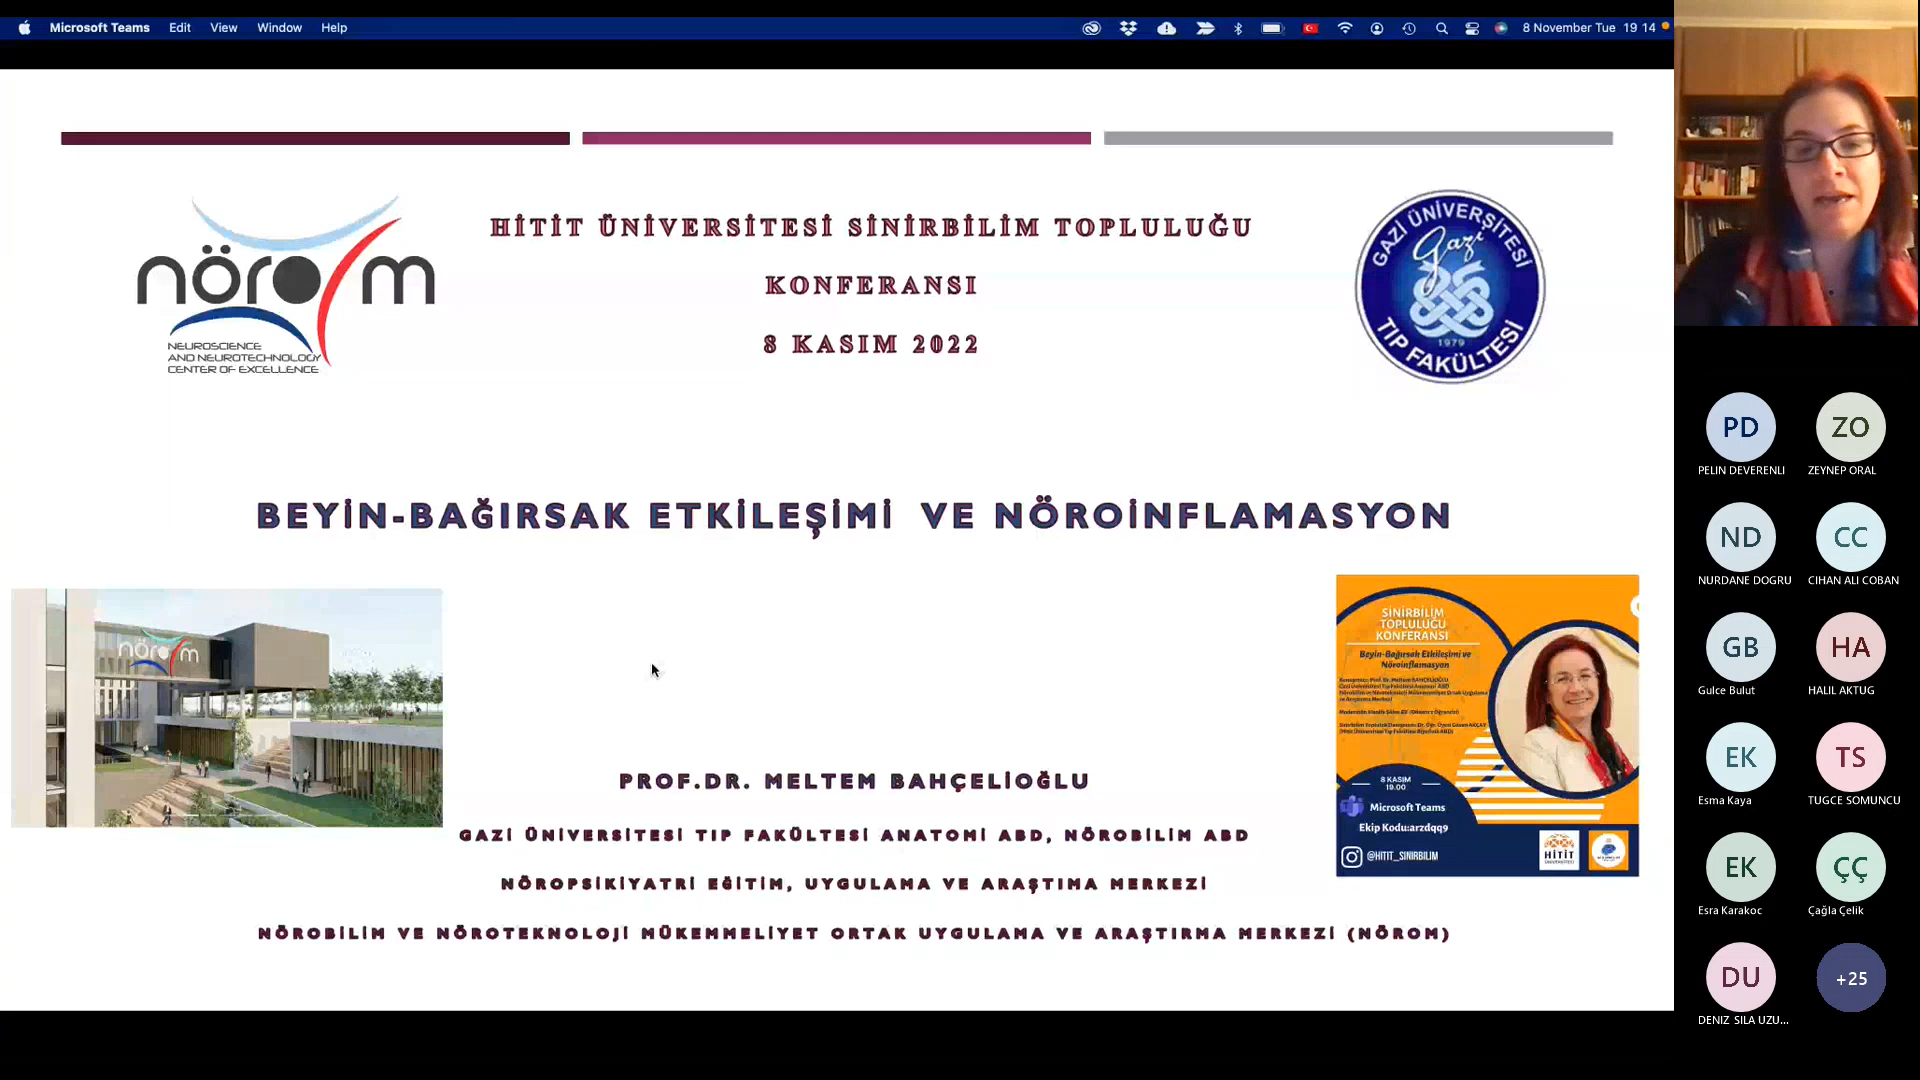 Microsoft Teams Edit View Window Help
8 November Tue 19 14
HİTİT ÜNİVERSİTESİ SİNİRBİLİM TOPLULUĞU
KONFERANSI
8 KASIM 2022
nörom
NEUROSCIENCE
AND NEUROTECHNOLOGY
CENTER OF EXCELLENCE
GAZİ ÜNİVERSİTESİ
Gazi
1979
TIP FAKÜLTESİ
BEYİN-BAĞIRSAK ETKİLEŞİMİ VE NÖROİNFLAMASYON
nörom
SİNİRBİLİM
TOPLULUĞU
KONFERANSI
Beyin-Bağırsak Etkileşimi ve
Nöroinflamasyon
8 KASIM
19.00
Microsoft Teams
Ekip Kodu:arzdqq9
@HITIT_SINIRBILIM
HİTİT
PROF.DR. MELTEM BAHÇELİOĞLU
GAZİ ÜNİVERSİTESİ TIP FAKÜLTESİ ANATOMİ ABD, NÖROBİLİM ABD
NÖROPSİKİYATRİ EĞİTİM, UYGULAMA VE ARAŞTIMA MERKEZİ
NÖROBİLİM VE NÖROTEKNOLOJİ MÜKEMMELİYET ORTAK UYGULAMA VE ARAŞTIRMA MERKEZİ (NÖROM)
PD ZO
PELIN DEVERENLI ZEYNEP ORAL
ND CC
NURDANE DOGRU CIHAN ALI COBAN
GB HA
Gulce Bulut HALIL AKTUG
EK TS
Esma Kaya TUGCE SOMUNCU
EK ÇÇ
Esra Karakoc Çağla Çelik
DU +25
DENIZ SILA UZU...